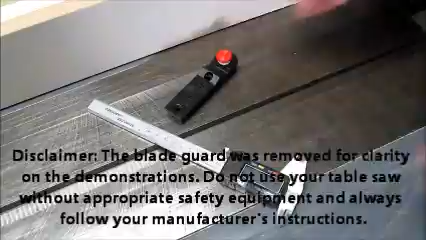 Disclaimer: The blade guard was removed for clarity
on the demonstrations. Do not use your table saw
without appropriate safety equipment and always
follow your manufacturer's instructions.